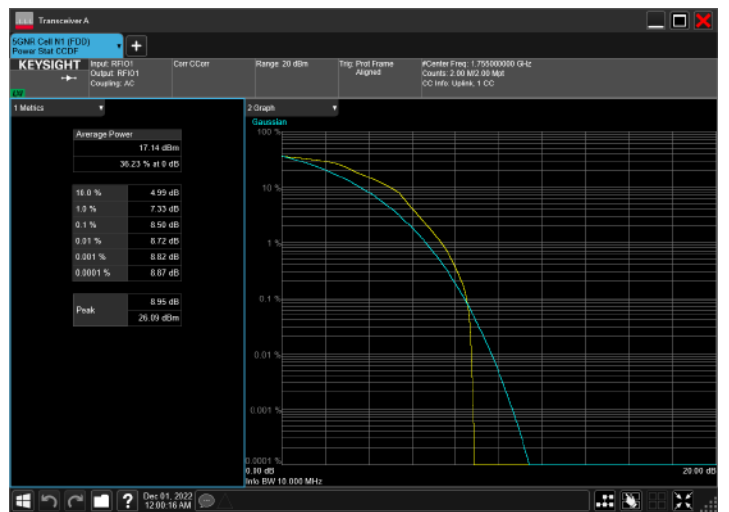 Transceiver A
5GNR Cell N1 (FDD)
Power Stat CCDF
KEYSIGHT
Input: RFIO1
Output: RFIO1
Coupling: AC
Corr CCorr
Range: 20 dBm
Trig: Prot Frame
Aligned
#Center Freq: 1.755000000 GHz
Counts: 2.00 M/2.00 Mpt
CC Info: Uplink, 1 CC
1 Metrics
Average Power
17.14 dBm
36.23 % at 0 dB
10.0 % 4.99 dB
1.0 % 7.33 dB
0.1 % 8.50 dB
0.01 % 8.72 dB
0.001 % 8.82 dB
0.0001 % 8.87 dB
Peak 8.95 dB
26.09 dBm
2 Graph
Gaussian
100 %
10 %
1 %
0.1 %
0.01 %
0.001 %
0.0001 %
0.00 dB
20.00 dB
Info BW 10.000 MHz
Dec 01, 2022
12:00:16 AM